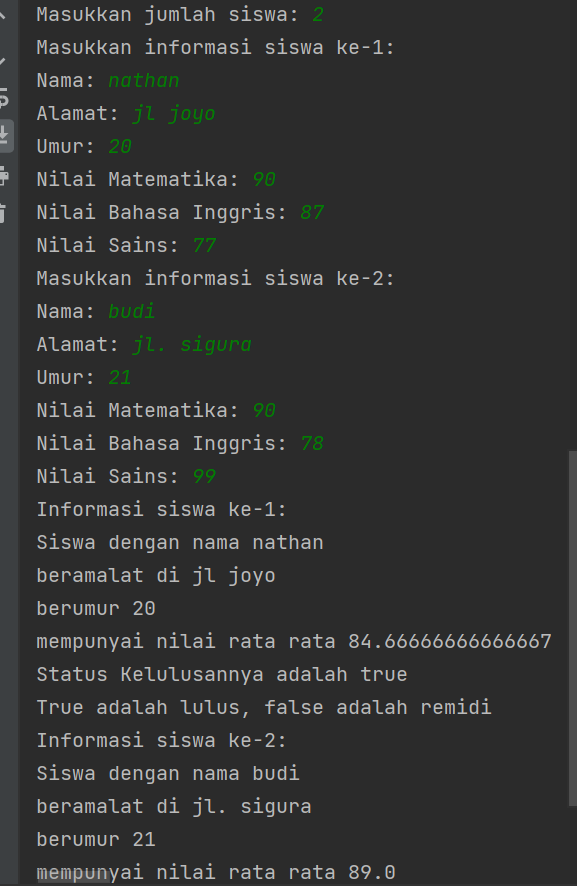 Masukkan jumlah siswa: 2
Masukkan informasi siswa ke-1:
Nama: nathan
Alamat: jl joyo
Umur: 20
Nilai Matematika: 90
Nilai Bahasa Inggris: 87
Nilai Sains: 77
Masukkan informasi siswa ke-2:
Nama: budi
Alamat: jl. sigura
Umur: 21
Nilai Matematika: 90
Nilai Bahasa Inggris: 78
Nilai Sains: 99
Informasi siswa ke-1:
Siswa dengan nama nathan
beramalat di jl joyo
berumur 20
mempunyai nilai rata rata 84.66666666666667
Status Kelulusannya adalah true
True adalah lulus, false adalah remidi
Informasi siswa ke-2:
Siswa dengan nama budi
beramalat di jl. sigura
berumur 21
mempunyai nilai rata rata 89.0